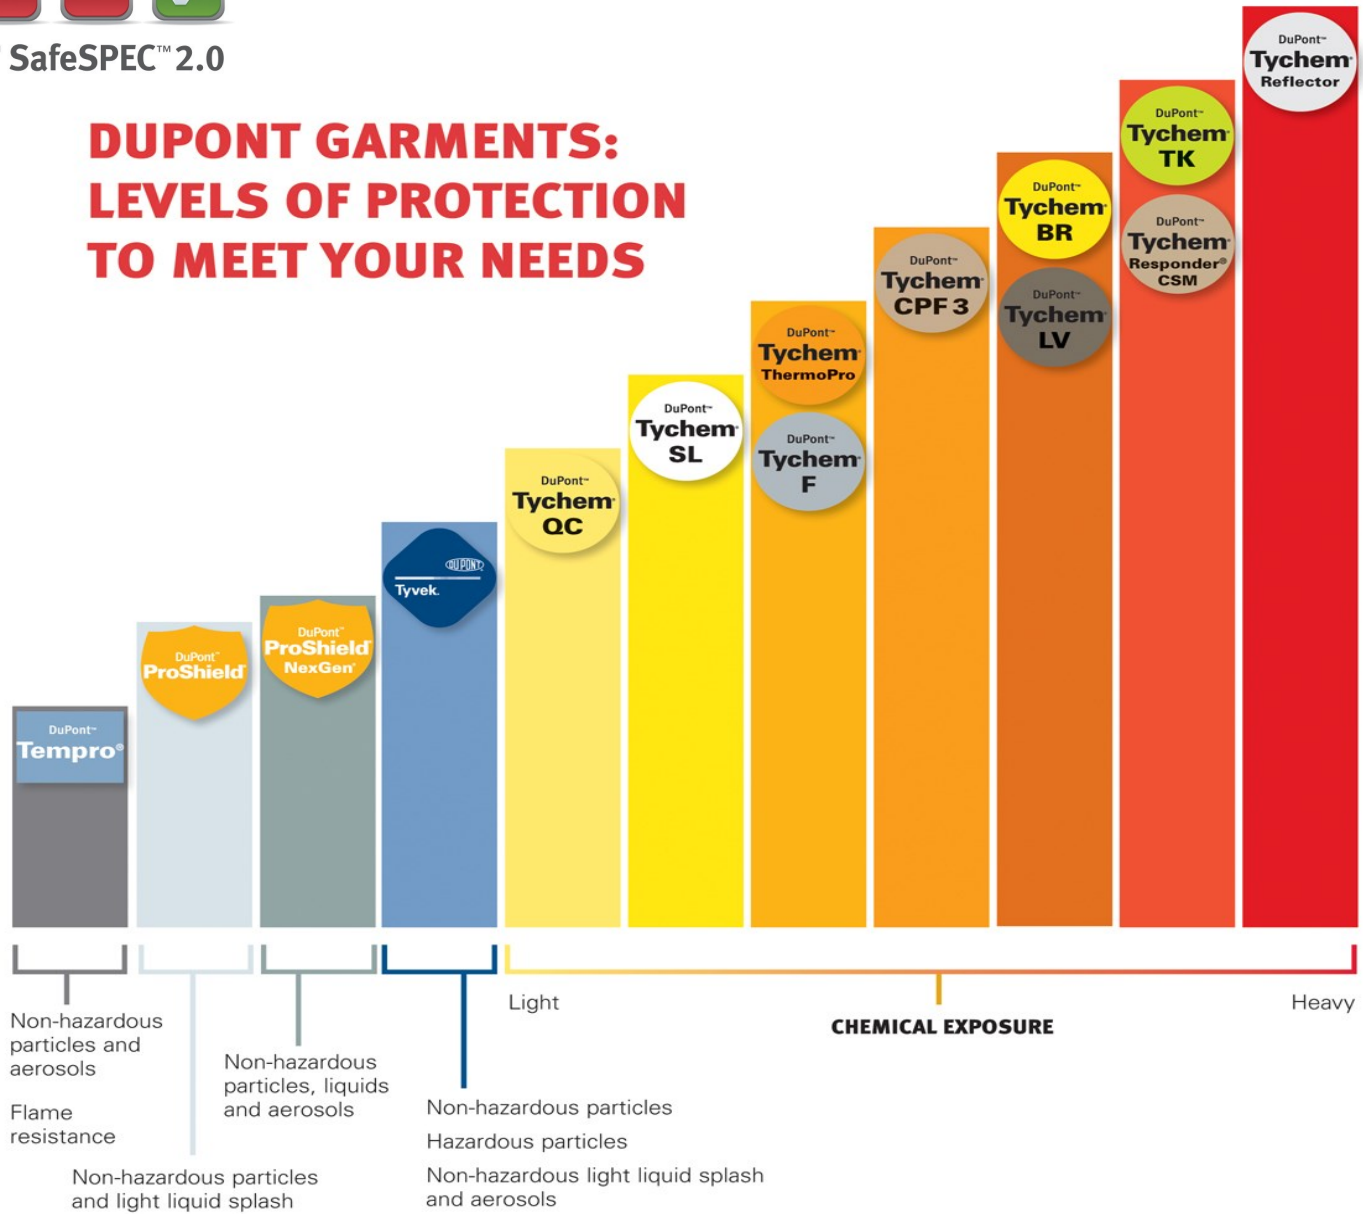 SafeSPEC™ 2.0
DUPONT GARMENTS:
LEVELS OF PROTECTION
TO MEET YOUR NEEDS
DuPont™
Tempro®
DuPont™
ProShield®
DuPont™
ProShield®
NexGen®
DUPONT
Tyvek®
DuPont™
Tychem®
QC
DuPont™
Tychem®
SL
DuPont™
Tychem®
ThermoPro
DuPont™
Tychem®
F
DuPont™
Tychem®
CPF 3
DuPont™
Tychem®
BR
DuPont™
Tychem®
LV
DuPont™
Tychem®
TK
DuPont™
Tychem®
Responder®
CSM
DuPont™
Tychem®
Reflector
Non-hazardous
particles and
aerosols
Flame
resistance
Non-hazardous particles
and light liquid splash
Non-hazardous
particles, liquids
and aerosols
Non-hazardous particles
Hazardous particles
Non-hazardous light liquid splash
and aerosols
Light
CHEMICAL EXPOSURE
Heavy